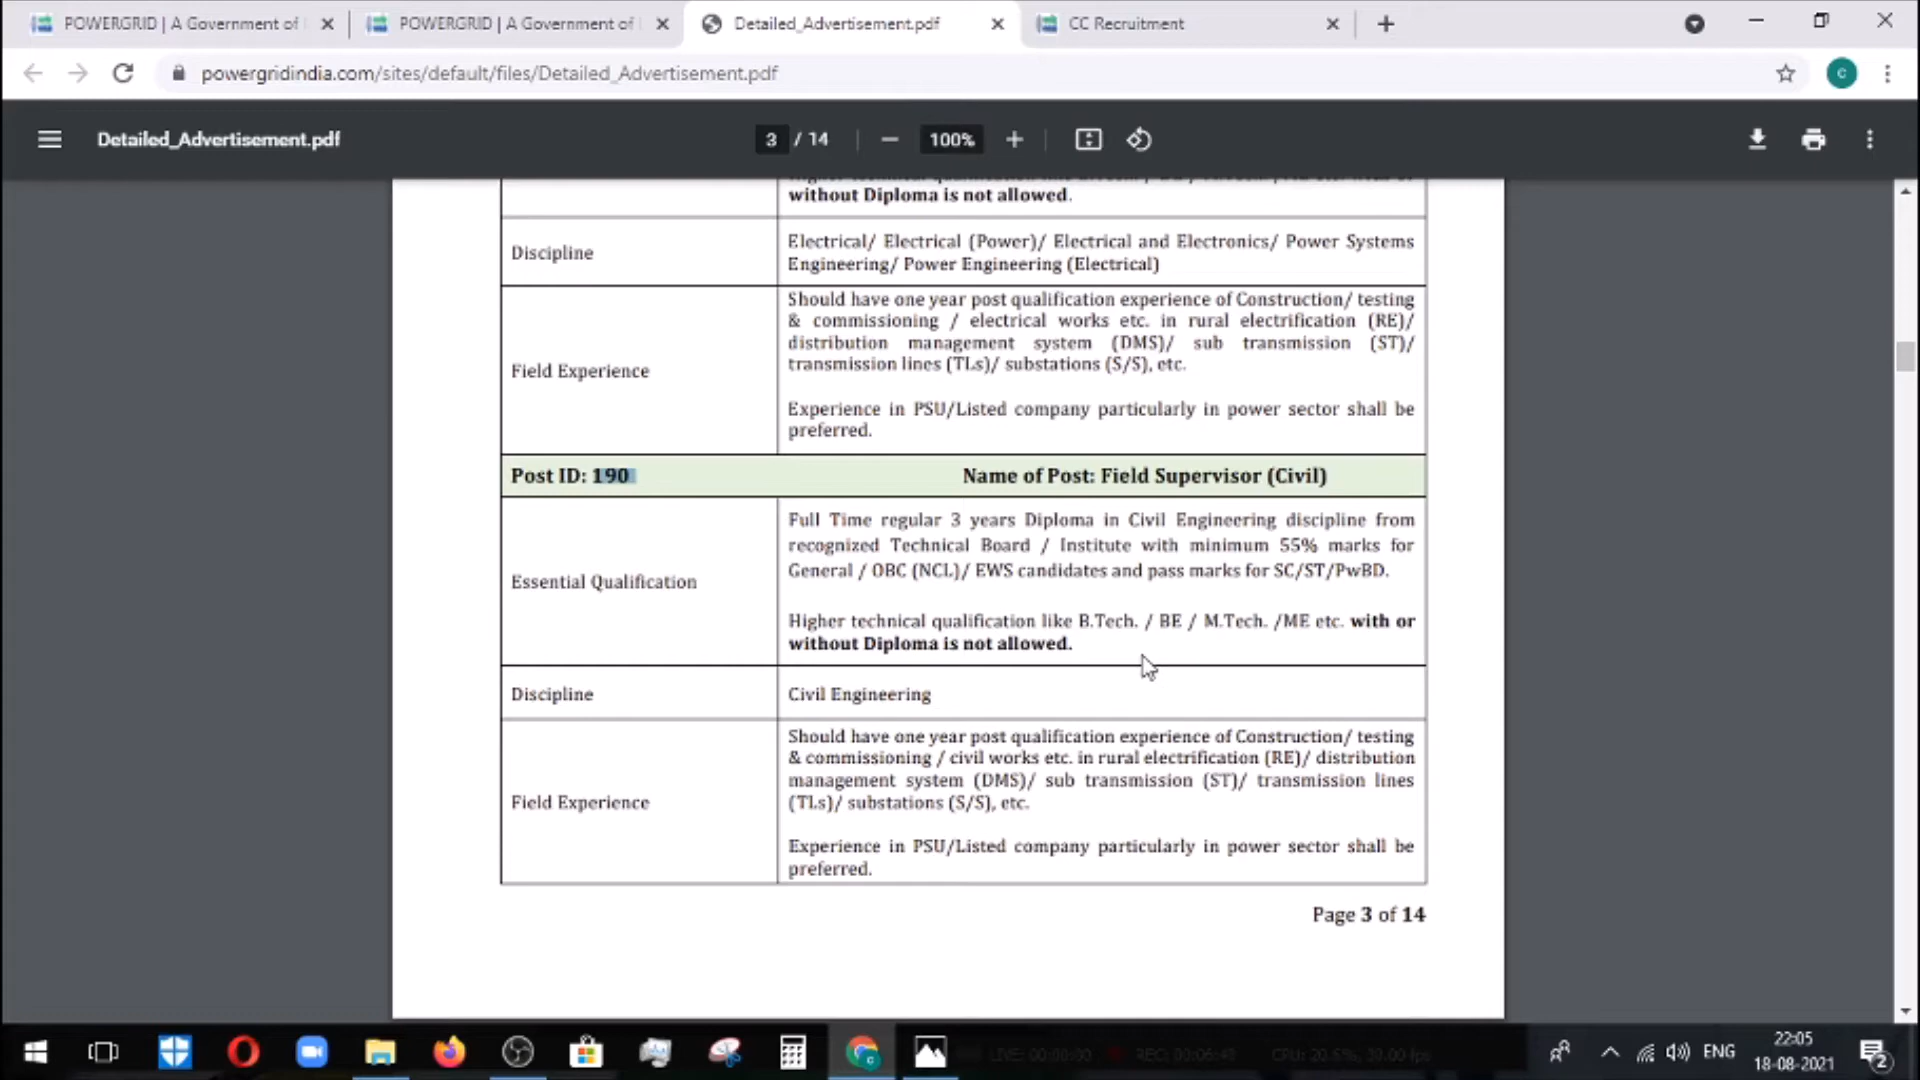 POWERGRID | A Government of
POWERGRID | A Government of
Detailed_Advertisement.pdf
CC Recruitment
powergridindia.com/sites/default/files/Detailed_Advertisement.pdf
C
Detailed_Advertisement.pdf
3 / 14
100%
without Diploma is not allowed.
Discipline
Electrical/ Electrical (Power)/ Electrical and Electronics/ Power Systems
Engineering/ Power Engineering (Electrical)
Field Experience
Should have one year post qualification experience of Construction/ testing
& commissioning / electrical works etc. in rural electrification (RE)/
distribution management system (DMS)/ sub transmission (ST)/
transmission lines (TLs)/ substations (S/S), etc.
Experience in PSU/Listed company particularly in power sector shall be
preferred.
Post ID: 190
Name of Post: Field Supervisor (Civil)
Essential Qualification
Full Time regular 3 years Diploma in Civil Engineering discipline from
recognized Technical Board / Institute with minimum 55% marks for
General / OBC (NCL)/ EWS candidates and pass marks for SC/ST/PwBD.
Higher technical qualification like B.Tech. / BE / M.Tech. /ME etc. with or
without Diploma is not allowed.
Discipline
Civil Engineering
Field Experience
Should have one year post qualification experience of Construction/ testing
& commissioning / civil works etc. in rural electrification (RE)/ distribution
management system (DMS)/ sub transmission (ST)/ transmission lines
(TLs)/ substations (S/S), etc.
Experience in PSU/Listed company particularly in power sector shall be
preferred.
Page 3 of 14
LIVE: 00:00:00
ENG
22:05
18-08-2021
2